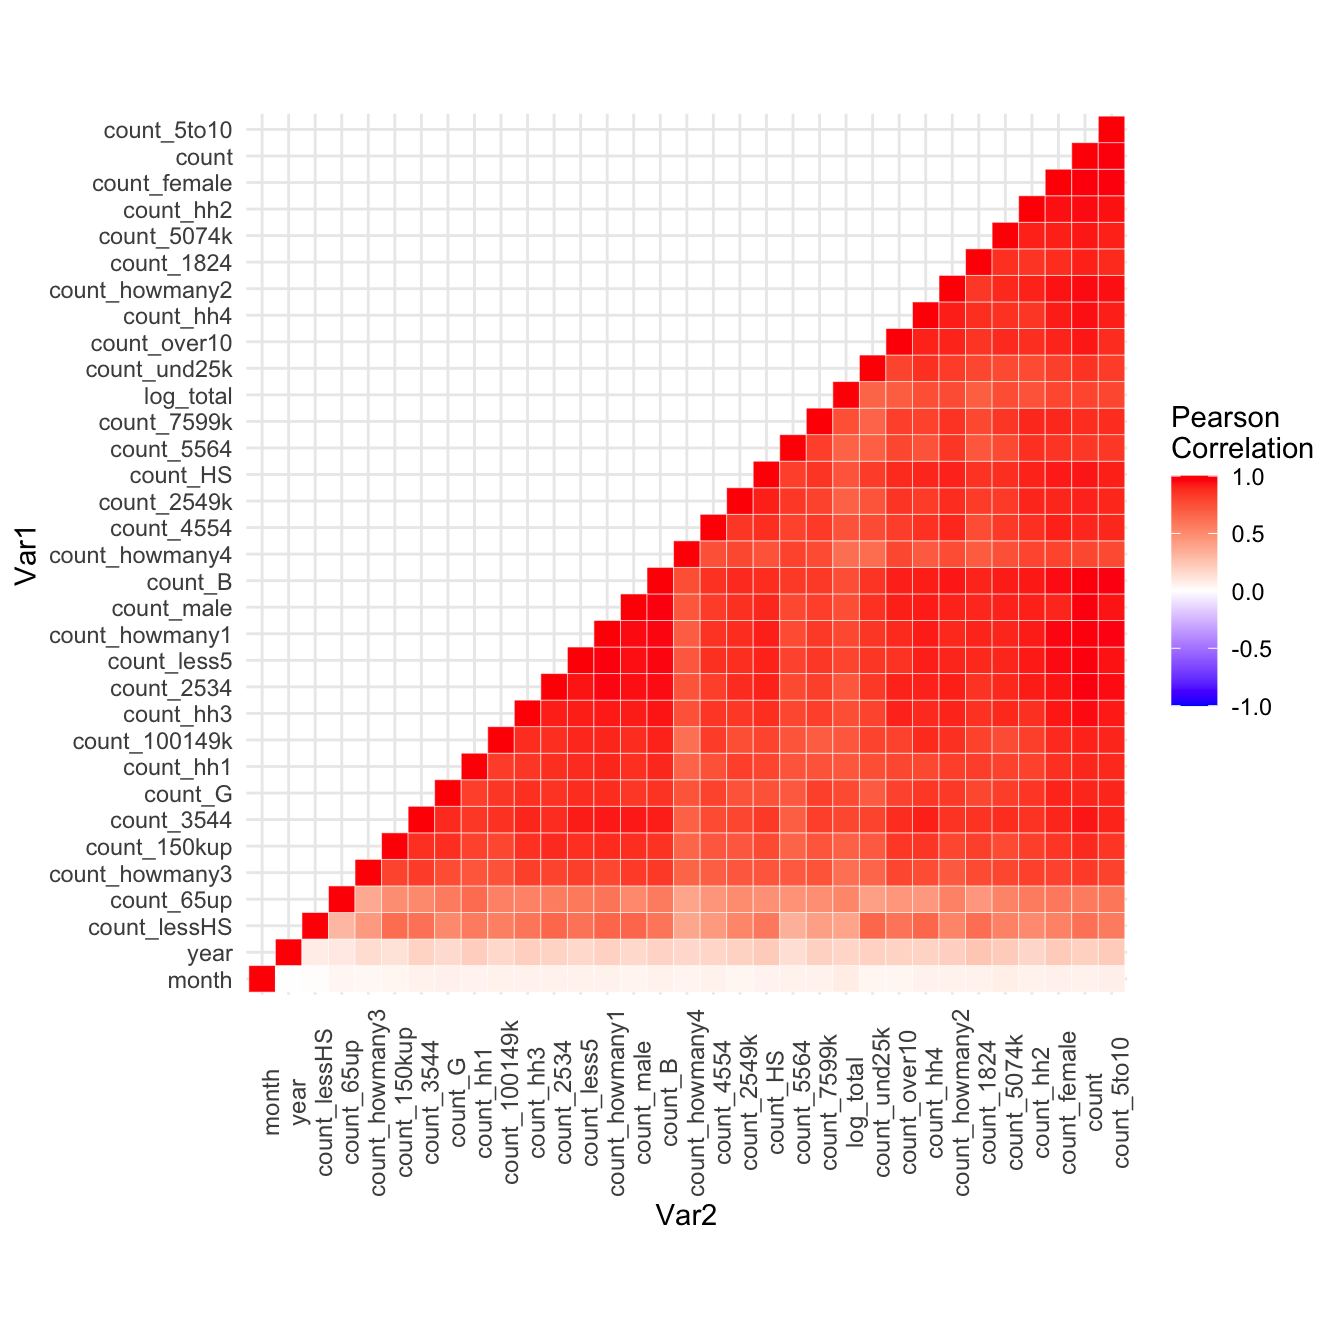 count_5to10
count
count_female
count_hh2
count_5074k
count_1824
count_howmany2
count_hh4
count_over10
count_und25k
log_total
count_7599k
count_5564
count_HS
count_2549k
count_4554
count_howmany4
count_B
count_male
count_howmany1
count_less5
count_2534
count_hh3
count_100149k
count_hh1
count_G
count_3544
count_150kup
count_howmany3
count_65up
count_lessHS
year
month
Var1
month
year
count_lessHS
count_65up
count_howmany3
count_150kup
count_3544
count_G
count_hh1
count_100149k
count_hh3
count_2534
count_less5
count_howmany1
count_male
count_B
count_howmany4
count_4554
count_2549k
count_HS
count_5564
count_7599k
log_total
count_und25k
count_over10
count_hh4
count_howmany2
count_1824
count_5074k
count_hh2
count_female
count
count_5to10
Var2
Pearson
Correlation
1.0
0.5
0.0
-0.5
-1.0